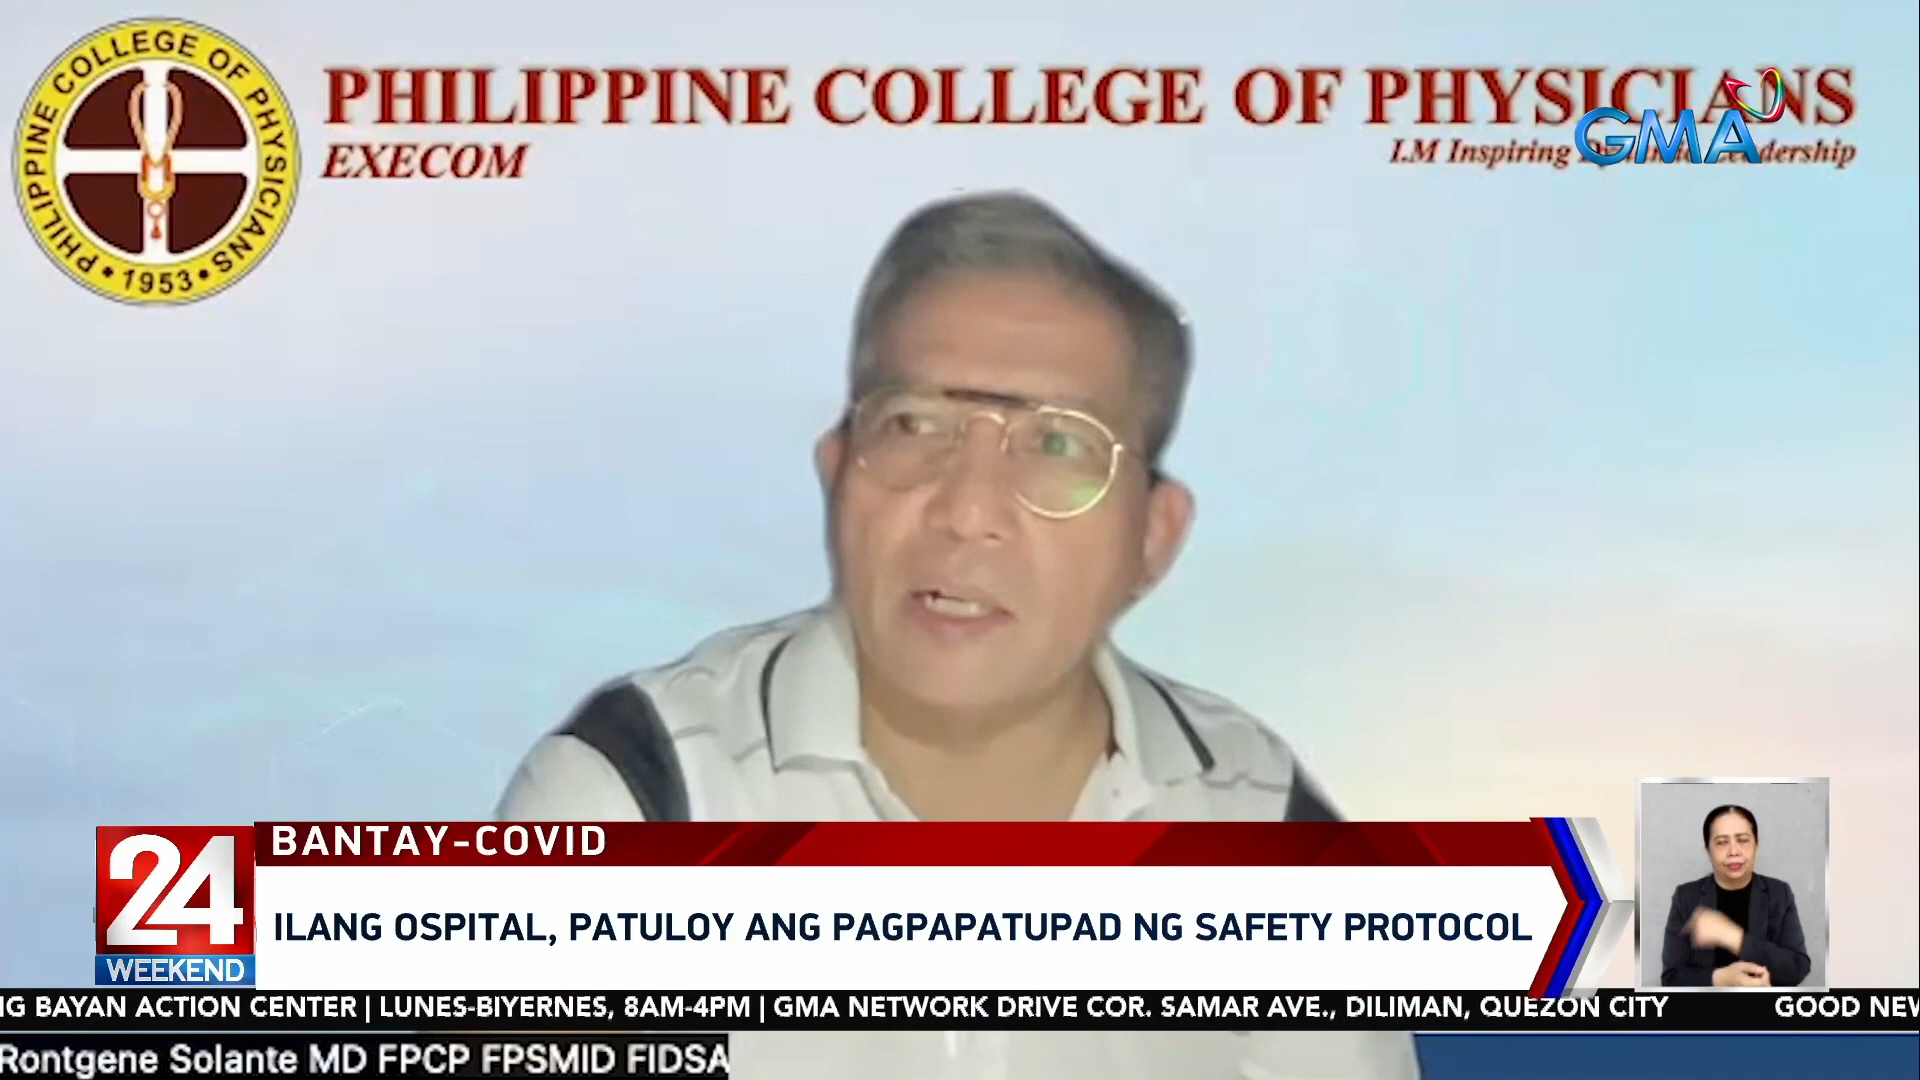 PHILIPPINE COLLEGE OF PHYSICIANS
• 1953 •
PHILIPPINE COLLEGE OF PHYSICIANS
EXECOM
I.M Inspiring
GMA
24
WEEKEND
BANTAY-COVID
ILANG OSPITAL, PATULOY ANG PAGPAPATUPAD NG SAFETY PROTOCOL
NG BAYAN ACTION CENTER | LUNES-BIYERNES, 8AM-4PM | GMA NETWORK DRIVE COR. SAMAR AVE., DILIMAN, QUEZON CITY GOOD NEW
Rontgene Solante MD FPCP FPSMID FIDSA